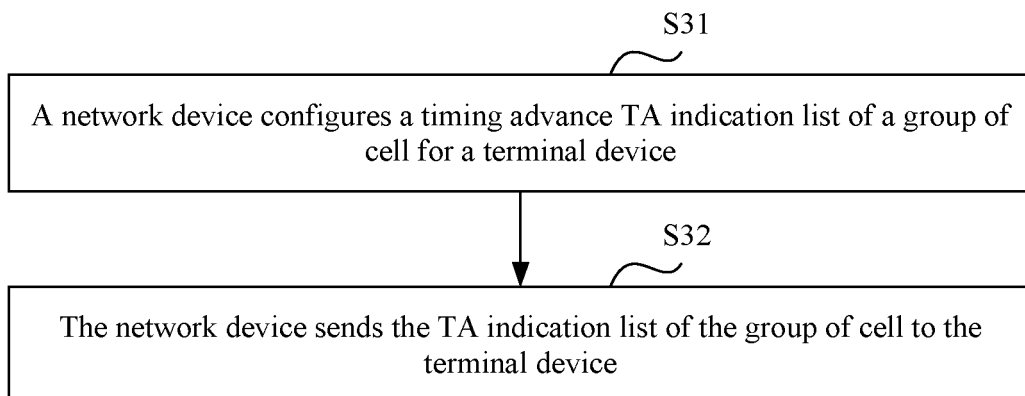 S31
A network device configures a timing advance TA indication list of a group of
cell for a terminal device
S32
The network device sends the TA indication list of the group of cell to the
terminal device